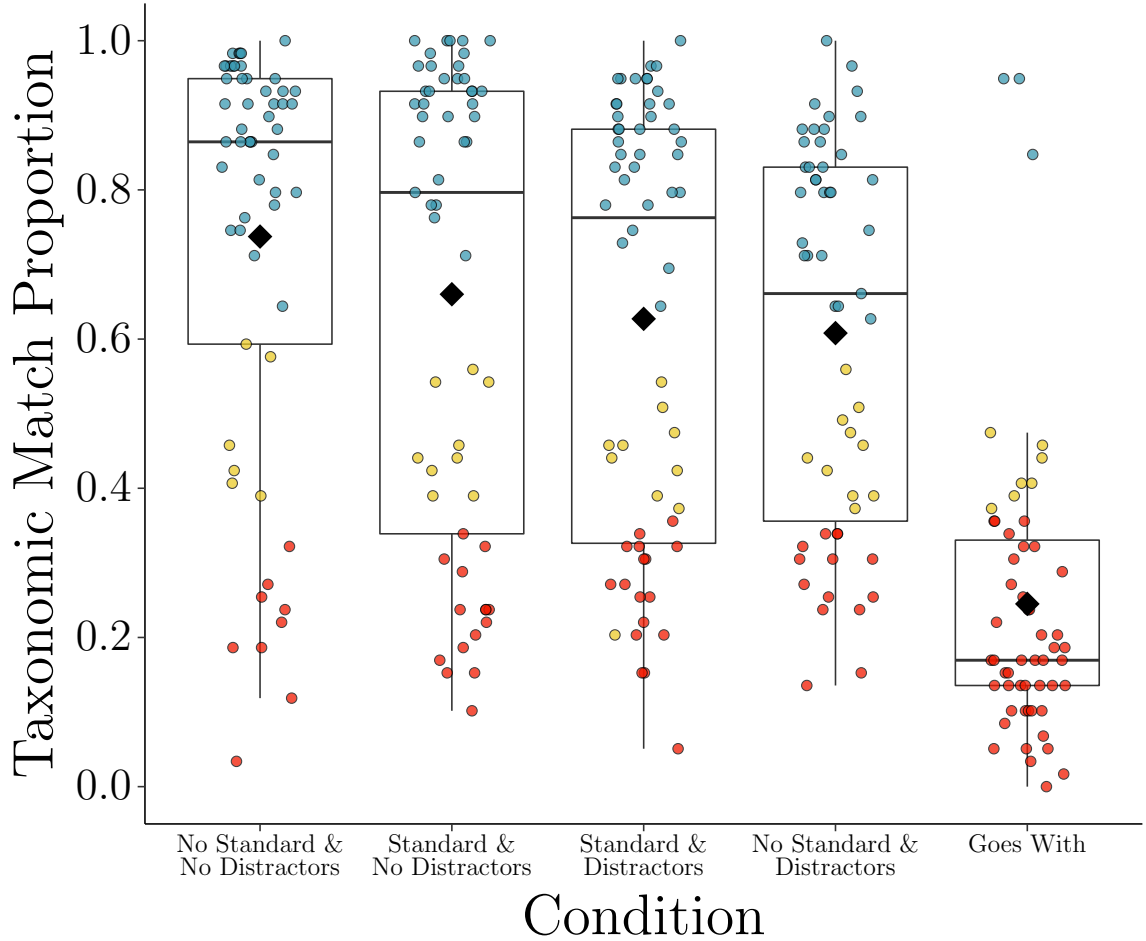 Taxonomic Match Proportion
1.0
0.8
0.6
0.4
0.2
0.0
No Standard &
No Distractors
Standard &
No Distractors
Standard &
Distractors
No Standard &
Distractors
Goes With
Condition